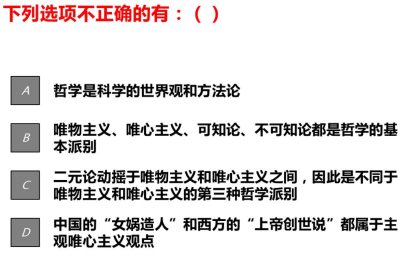 下列选项不正确的有：（ ）
A 哲学是科学的世界观和方法论
B 唯物主义、唯心主义、可知论、不可知论都是哲学的基
本派别
C 二元论动摇于唯物主义和唯心主义之间，因此是不同于
唯物主义和唯心主义的第三种哲学派别
D 中国的“女娲造人”和西方的“上帝创世说”都属于主
观唯心主义观点